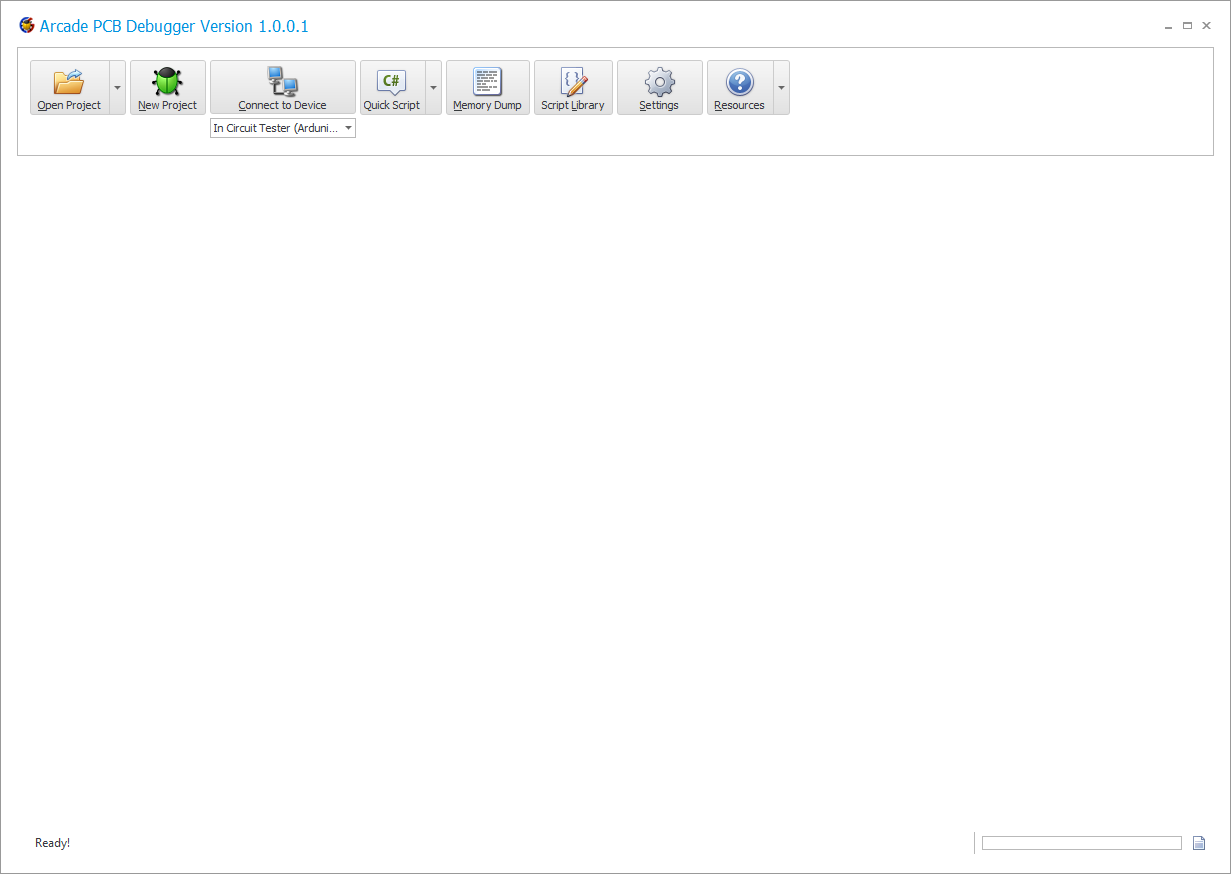 Arcade PCB Debugger Version 1.0.0.1
Open Project
New Project
Connect to Device
C#
Quick Script
Memory Dump
Script Library
Settings
Resources
In Circuit Tester (Arduni...
Ready!